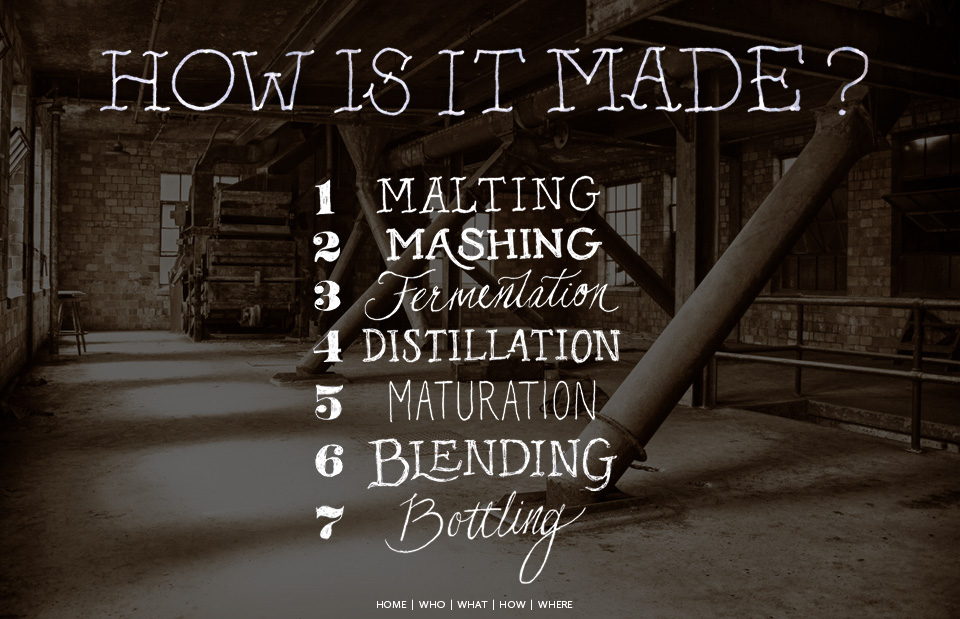 HOW IS IT MADE?
1 MALTING
2 MASHING
3 Fermentation
4 DISTILLATION
5 MATURATION
6 BLENDING
7 Bottling
HOME | WHO | WHAT | HOW | WHERE